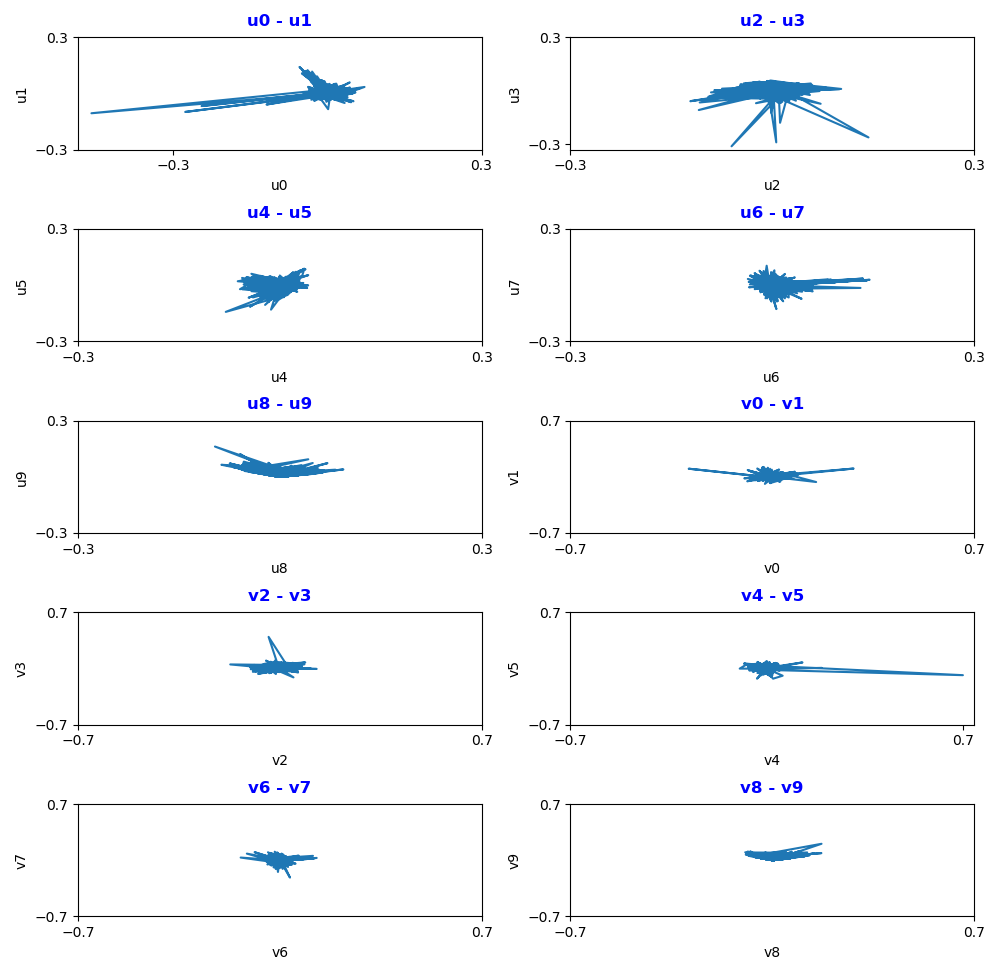 u0 - u1
0.3
u1
−0.3
−0.3
0.3
u0
u2 - u3
0.3
u3
−0.3
−0.3
0.3
u2
u4 - u5
0.3
u5
−0.3
−0.3
0.3
u4
u6 - u7
0.3
u7
−0.3
−0.3
0.3
u6
u8 - u9
0.3
u9
−0.3
−0.3
0.3
u8
v0 - v1
0.7
v1
−0.7
−0.7
0.7
v0
v2 - v3
0.7
v3
−0.7
−0.7
0.7
v2
v4 - v5
0.7
v5
−0.7
−0.7
0.7
v4
v6 - v7
0.7
v7
−0.7
−0.7
0.7
v6
v8 - v9
0.7
v9
−0.7
−0.7
0.7
v8